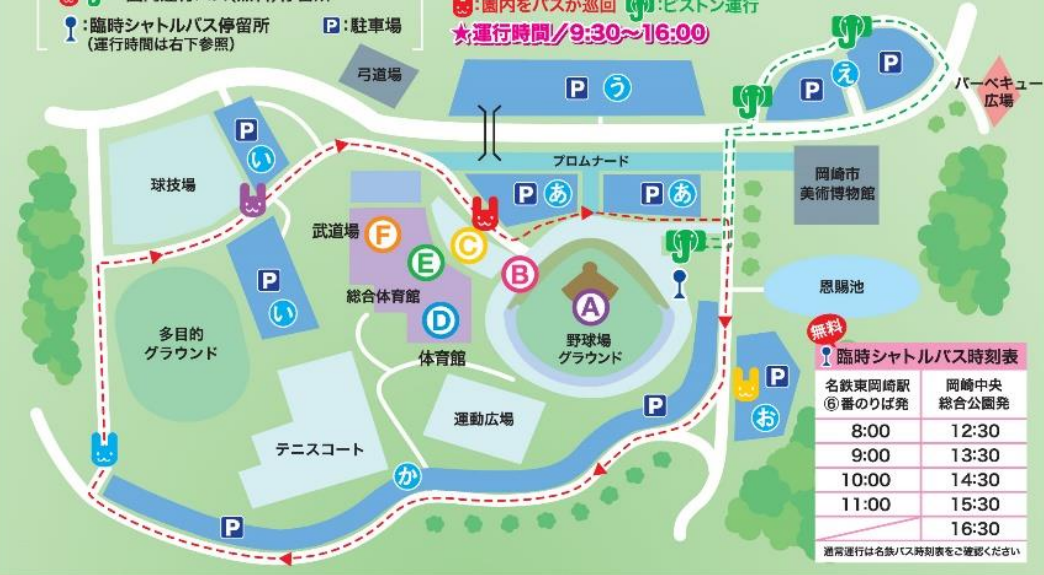 :臨時シャトルバス停留所
(運行時間は右下参照)
P:駐車場
:園内をバスが巡回
:ピストン運行
★運行時間/9:30〜16:00
弓道場
P う
P え P
バーベキュー
広場
P い
球技場
プロムナード
P あ
P あ
岡崎市
美術博物館
武道場
F
E
C
B
A
D
総合体育館
体育館
P い
多目的
グラウンド
野球場
グラウンド
恩賜池
運動広場
テニスコート
P
P お
か
P
無料
臨時シャトルバス時刻表
名鉄東岡崎駅
⑥番のりば発
岡崎中央
総合公園発
8:00 12:30
9:00 13:30
10:00 14:30
11:00 15:30
16:30
通常運行は名鉄バス時刻表をご確認ください